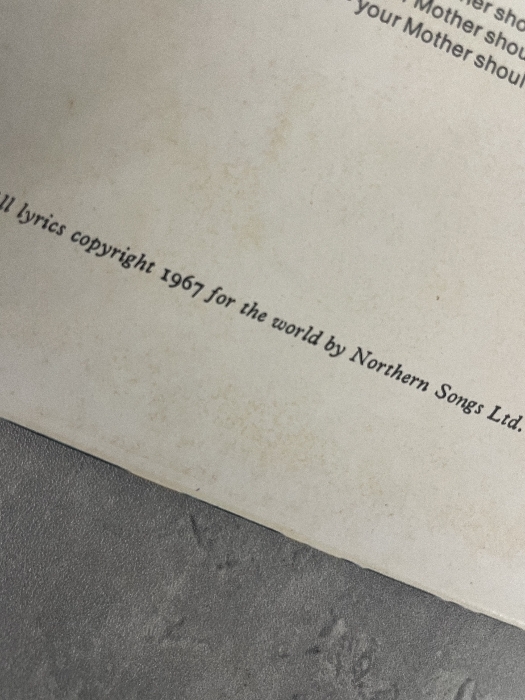 Mother shou
your Mother shoul
ll lyrics copyright 1967 for the world by Northern Songs Ltd.